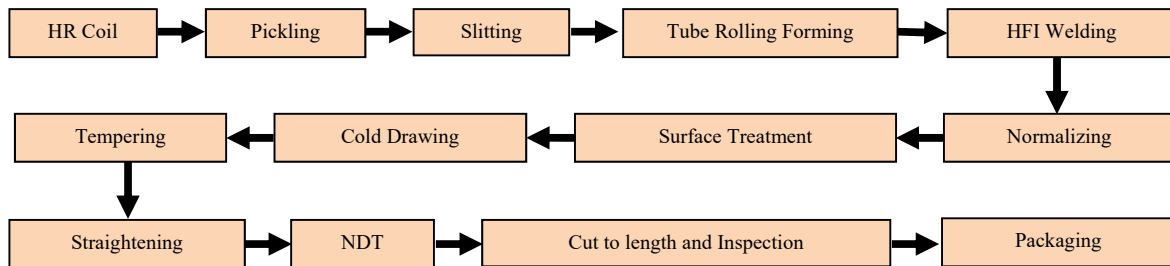 HR Coil
Pickling
Slitting
Tube Rolling Forming
HFI Welding
Normalizing
Surface Treatment
Cold Drawing
Tempering
Straightening
NDT
Cut to length and Inspection
Packaging